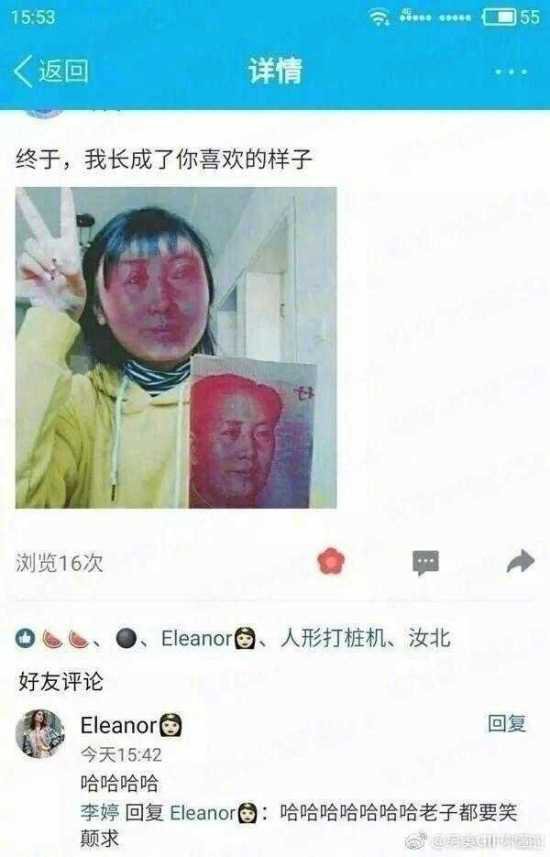 15:53
4G
55
返回
详情
终于，我长成了你喜欢的样子
浏览16次
、、Eleanor、人形打桩机、汝北
好友评论
Eleanor
回复
今天15:42
哈哈哈哈
李婷 回复 Eleanor：哈哈哈哈哈哈哈老子都要笑
颠求